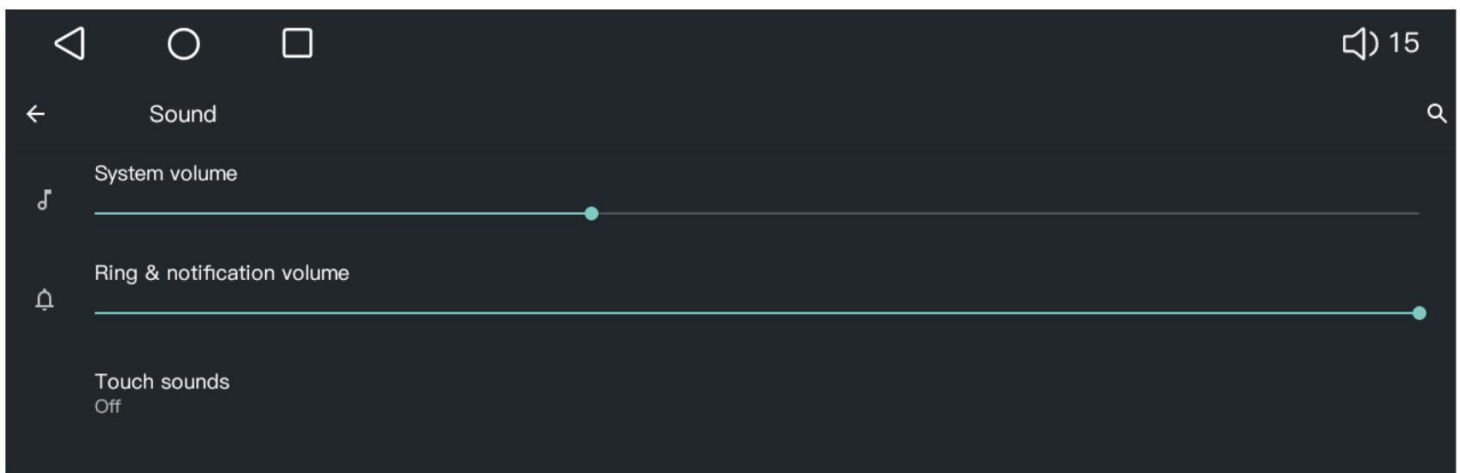 15
Sound
System volume
Ring & notification volume
Touch sounds
Off